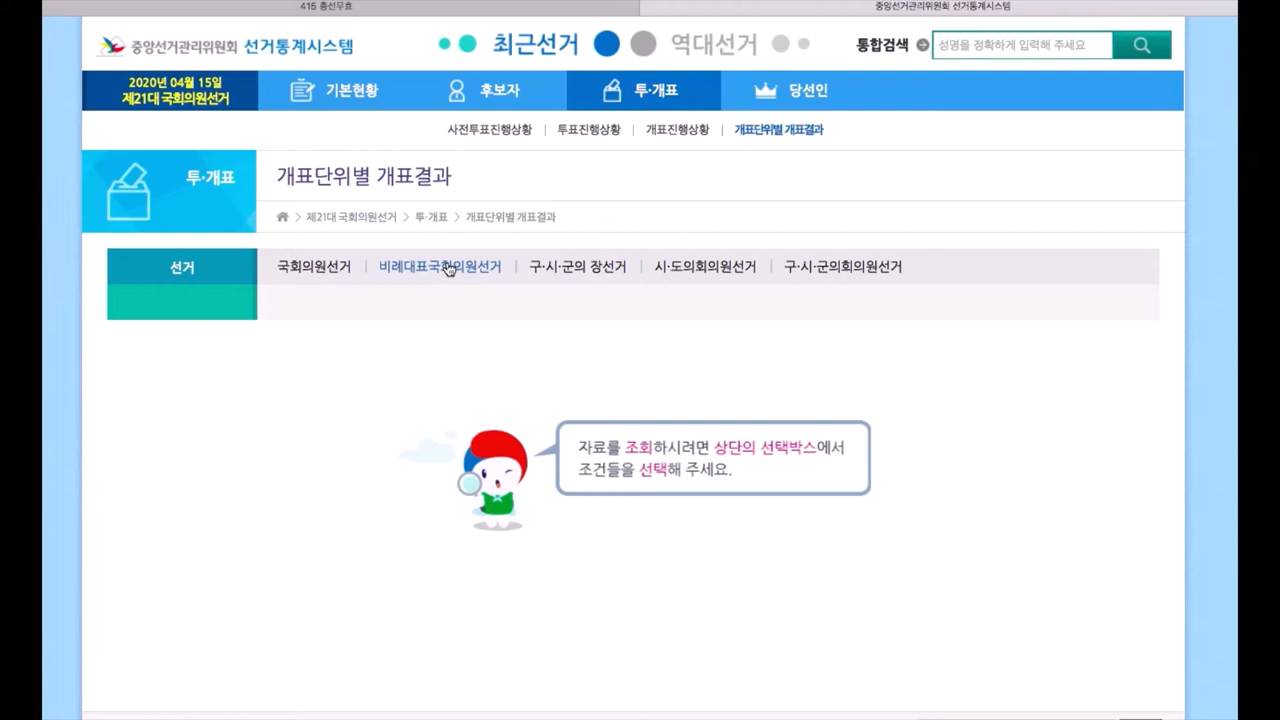 415 총선무효
중앙선거관리위원회 선거통계시스템
중앙선거관리위원회 선거통계시스템
최근선거
역대선거
통합검색
성명을 정확하게 입력해 주세요
2020년 04월 15일
제21대 국회의원선거
기본현황
후보자
투·개표
당선인
사전투표진행상황 | 투표진행상황 | 개표진행상황 | 개표단위별 개표결과
투·개표
개표단위별 개표결과
제21대 국회의원선거 > 투·개표 > 개표단위별 개표결과
선거
국회의원선거 | 비례대표국회의원선거 | 구·시·군의 장선거 | 시·도의회의원선거 | 구·시·군의회의원선거
자료를 조회하시려면 상단의 선택박스에서
조건들을 선택해 주세요.